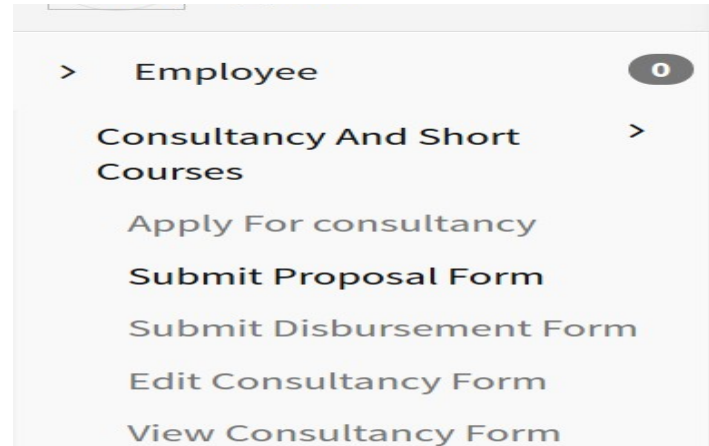 > Employee 0
Consultancy And Short >
Courses
Apply For consultancy
Submit Proposal Form
Submit Disbursement Form
Edit Consultancy Form
View Consultancy Form